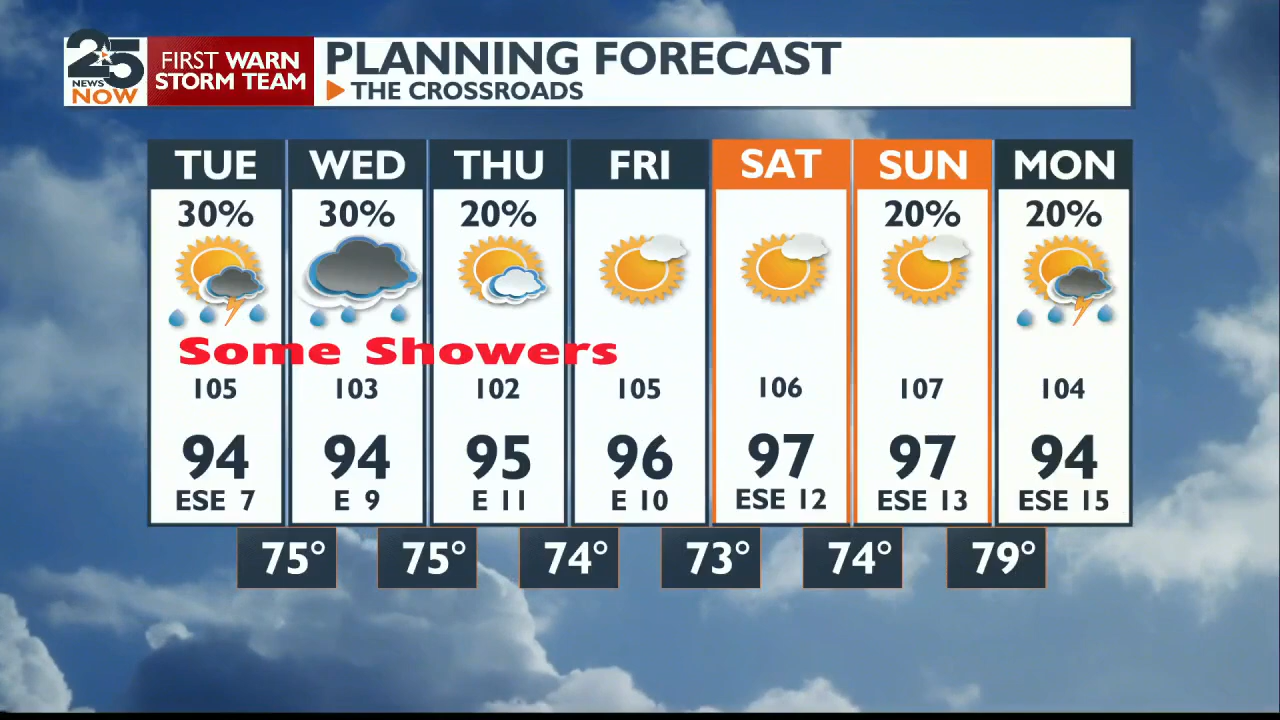 25
NEWS
NOW
FIRST WARN
STORM TEAM
PLANNING FORECAST
THE CROSSROADS
TUE WED THU FRI SAT SUN MON
30% 30% 20% 20% 20%
Some Showers
105 103 102 105 106 107 104
94 94 95 96 97 97 94
ESE 7 E 9 E 11 E 10 ESE 12 ESE 13 ESE 15
75° 75° 74° 73° 74° 79°